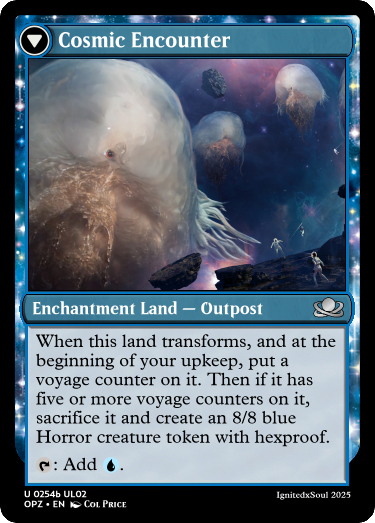 Cosmic Encounter
Enchantment Land — Outpost
When this land transforms, and at the
beginning of your upkeep, put a
voyage counter on it. Then if it has
five or more voyage counters on it,
sacrifice it and create an 8/8 blue
Horror creature token with hexproof.
: Add .
U 0254b UL02
OPZ • EN Col Price
IgnitedxSoul 2025